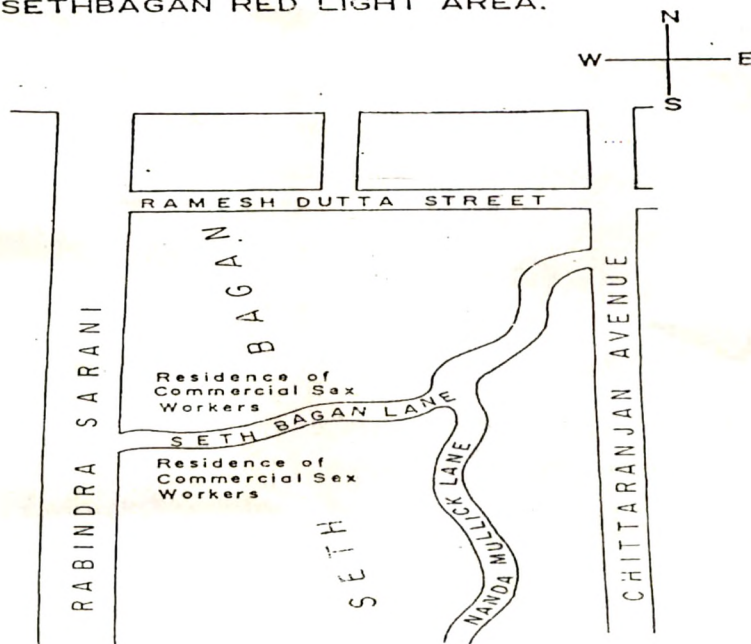 SETHBAGAN RED LIGHT AREA.
N
W E
S
RAMESH DUTTA STREET
SETH BAGAN.
RABINDRA SARANI
CHITTARANJAN AVENUE
Residence of
Commercial Sex
Workers
SETH BAGAN LANE
Residence of
Commercial Sex
Workers
NANDA MULLICK LANE